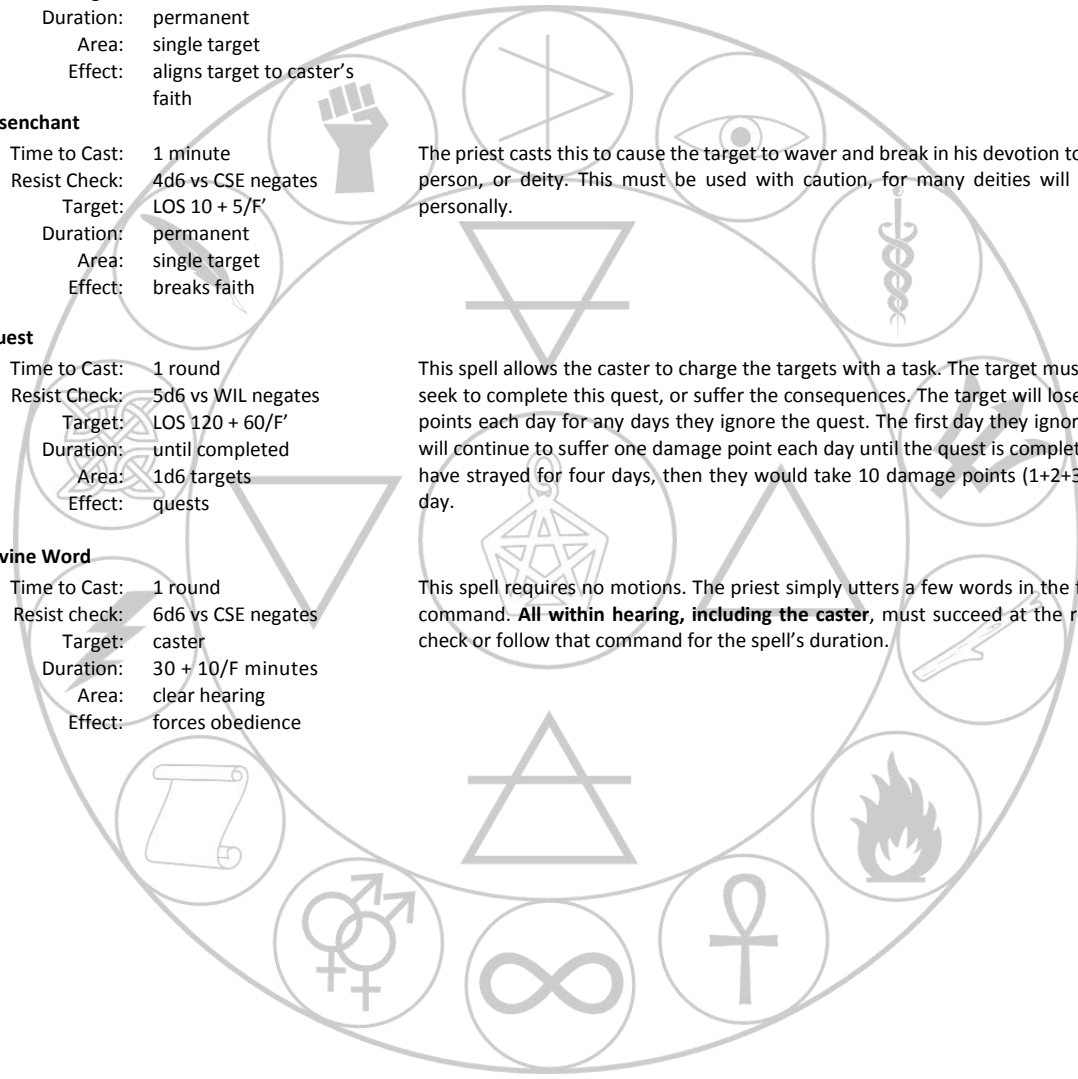 Duration: permanent
Area: single target
Effect: aligns target to caster's
faith
senchant
Time to Cast: 1 minute
Resist Check: 4d6 vs CSE negates
Target: LOS 10 + 5/F'
Duration: permanent
Area: single target
Effect: breaks faith
The priest casts this to cause the target to waver and break in his devotion to
person, or deity. This must be used with caution, for many deities will
personally.
uest
Time to Cast: 1 round
Resist Check: 5d6 vs WIL negates
Target: LOS 120 + 60/F'
Duration: until completed
Area: 1d6 targets
Effect: quests
This spell allows the caster to charge the targets with a task. The target mus
seek to complete this quest, or suffer the consequences. The target will lose
points each day for any days they ignore the quest. The first day they ignor
will continue to suffer one damage point each day until the quest is complet
have strayed for four days, then they would take 10 damage points (1+2+3
day.
vine Word
Time to Cast: 1 round
Resist check: 6d6 vs CSE negates
Target: caster
Duration: 30 + 10/F minutes
Area: clear hearing
Effect: forces obedience
This spell requires no motions. The priest simply utters a few words in the f
command. All within hearing, including the caster, must succeed at the r
check or follow that command for the spell's duration.